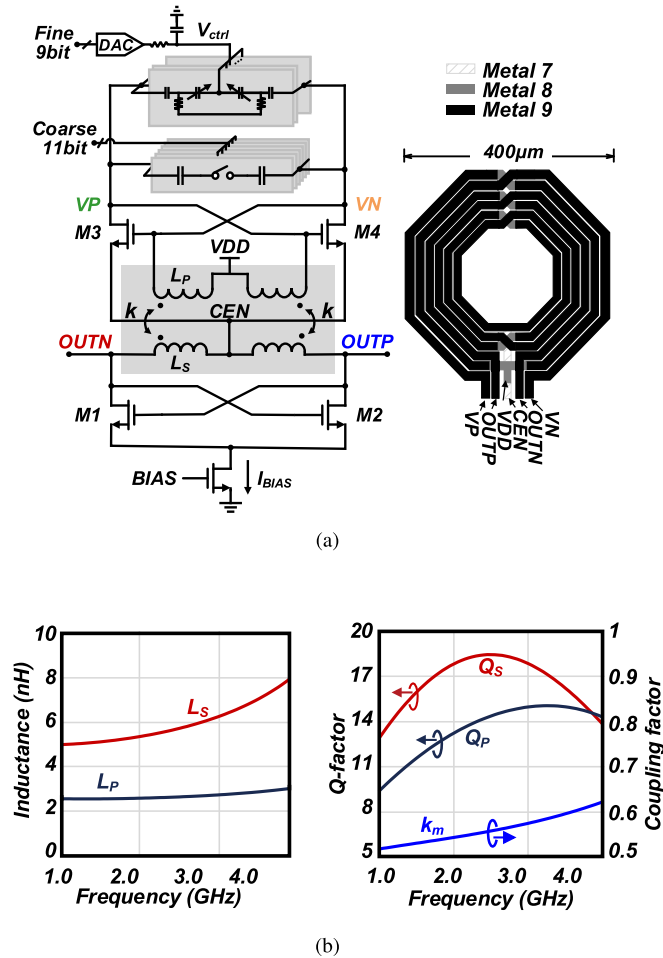 Fine
9bit
DAC
Vctrl
Coarse
11bit
VP
VN
M3
M4
VDD
LP
k
CEN
k
OUTN
OUTP
LS
M1
M2
BIAS
IBIAS
Metal 7
Metal 8
Metal 9
400μm
VP
OUTP
VDD
CEN
OUTN
VN
(a)
Inductance (nH)
10
8
6
4
2
0
LS
LP
1.0 2.0 3.0 4.0
Frequency (GHz)
Q-factor
20
17
14
11
8
5
QS
QP
km
1
0.9
0.8
0.7
0.6
0.5
Coupling factor
1.0 2.0 3.0 4.0
Frequency (GHz)
(b)